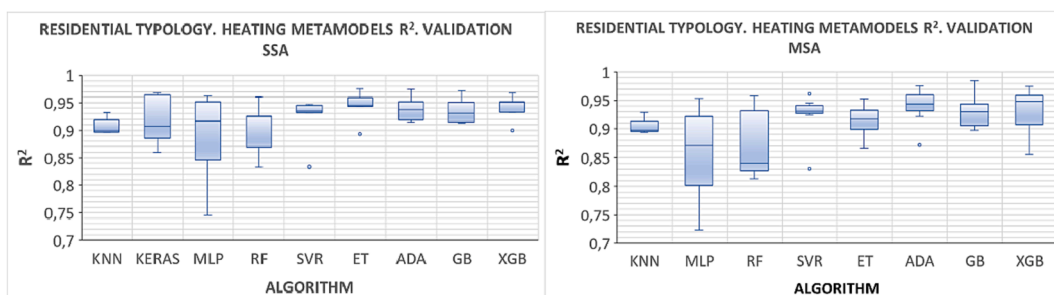 RESIDENTIAL TYPOLOGY. HEATING METAMODELS R². VALIDATION
SSA
1
0,95
0,9
0,85
0,8
0,75
0,7
R²
KNN KERAS MLP RF SVR ET ADA GB XGB
ALGORITHM
RESIDENTIAL TYPOLOGY. HEATING METAMODELS R². VALIDATION
MSA
1
0,95
0,9
0,85
0,8
0,75
0,7
R²
KNN MLP RF SVR ET ADA GB XGB
ALGORITHM